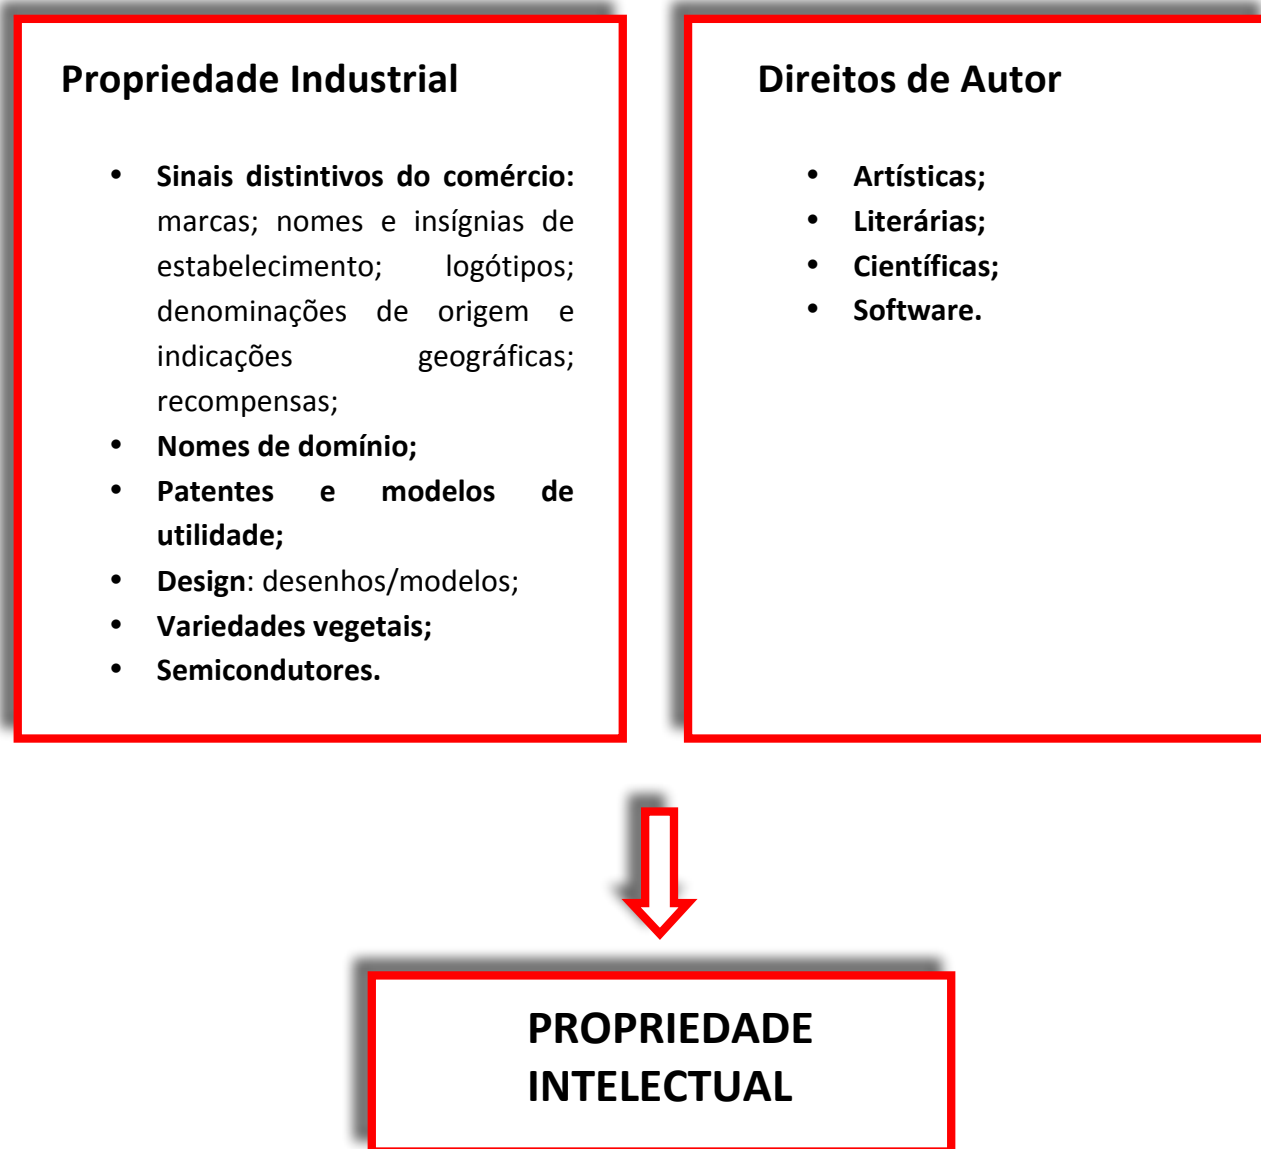 Propriedade Industrial
• Sinais distintivos do comércio:
marcas; nomes e insígnias de
estabelecimento; logótipos;
denominações de origem e
indicações geográficas;
recompensas;
• Nomes de domínio;
• Patentes e modelos de
utilidade;
• Design: desenhos/modelos;
• Variedades vegetais;
• Semicondutores.
Direitos de Autor
• Artísticas;
• Literárias;
• Científicas;
• Software.
PROPRIEDADE
INTELECTUAL